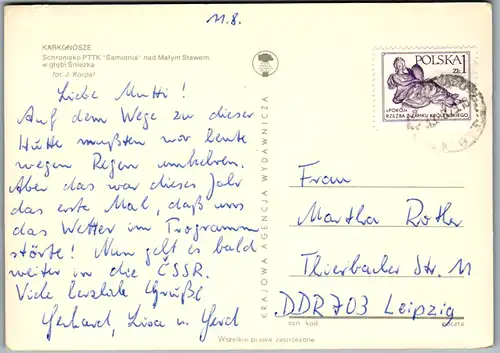 11.8.
KARKONOSZE
Schronisko PTTK "Samotnia" nad Małym Stawem,
w głębi Śnieżka
fot. J. Korpal
Liebe Mutti!
Auf dem Wege zu dieser
Hütte mußten wir heute
wegen Regen umkehren.
Aber das war dieses Jahr
das erste Mal, daß uns
das Wetter im Programm
störte! Nun geht es bald
weiter in die ČSSR.
Viele herzliche Grüße
Gerhard, Lisa u. Gerd
KRAJOWA AGENCJA WYDAWNICZA
POLSKA 1
ZŁ
"POKÓJ"
RZEŹBA Z ZAMKU KRÓLEWSKIEGO
Frau
Martha Rotler
Thierbacher Str. 11
DDR 703 Leipzig
ozn. kod. poczta
Wszelkie prawa zastrzeżone